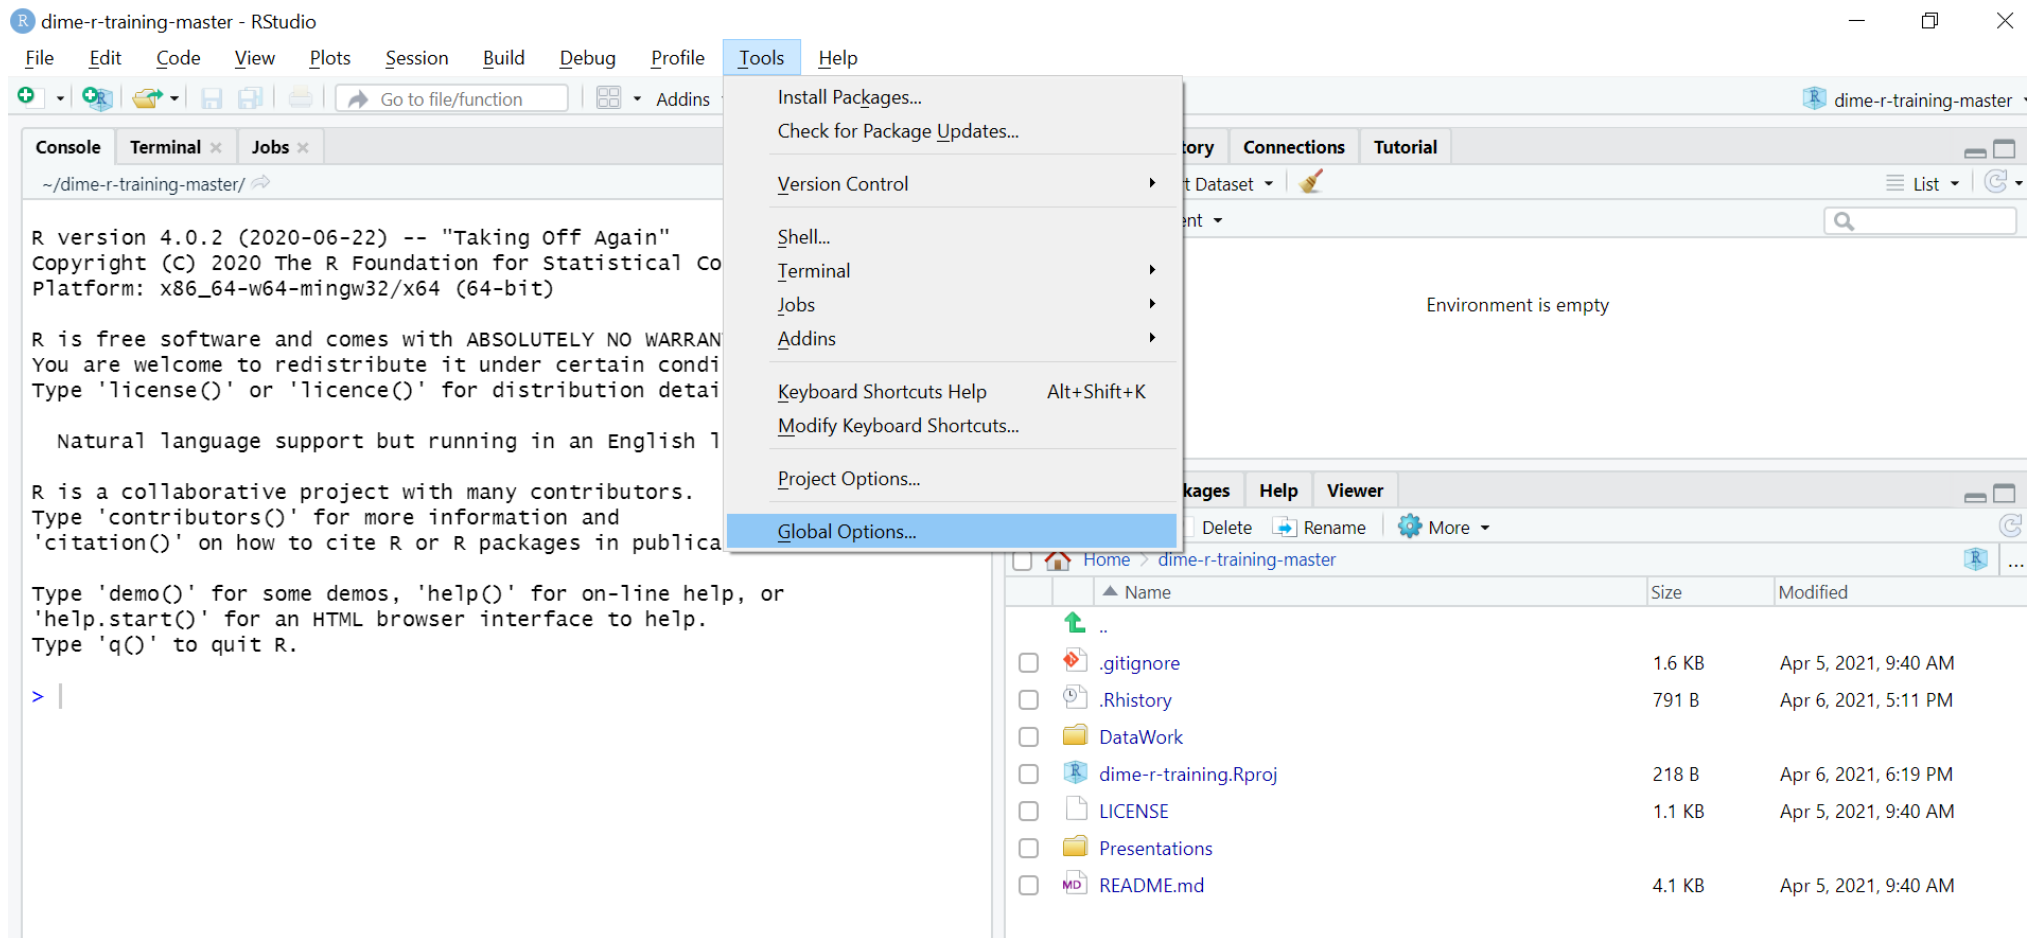 dime-r-training-master - RStudio
File Edit Code View Plots Session Build Debug Profile Tools Help
Go to file/function Addins
dime-r-training-master
Install Packages...
Check for Package Updates...
Version Control
Shell...
Terminal
Jobs
Addins
Keyboard Shortcuts Help Alt+Shift+K
Modify Keyboard Shortcuts...
Project Options...
Global Options...
Console Terminal Jobs
~/dime-r-training-master/
R version 4.0.2 (2020-06-22) -- "Taking Off Again"
Copyright (C) 2020 The R Foundation for Statistical Co
Platform: x86_64-w64-mingw32/x64 (64-bit)
R is free software and comes with ABSOLUTELY NO WARRAN
You are welcome to redistribute it under certain condi
Type 'license()' or 'licence()' for distribution detai
Natural language support but running in an English l
R is a collaborative project with many contributors.
Type 'contributors()' for more information and
'citation()' on how to cite R or R packages in publica
Type 'demo()' for some demos, 'help()' for on-line help, or
'help.start()' for an HTML browser interface to help.
Type 'q()' to quit R.
>
tory Connections Tutorial
t Dataset List
ent
Environment is empty
kages Help Viewer
Delete Rename More
Home dime-r-training-master ...
Name Size Modified
..
.gitignore 1.6 KB Apr 5, 2021, 9:40 AM
.Rhistory 791 B Apr 6, 2021, 5:11 PM
DataWork
dime-r-training.Rproj 218 B Apr 6, 2021, 6:19 PM
LICENSE 1.1 KB Apr 5, 2021, 9:40 AM
Presentations
README.md 4.1 KB Apr 5, 2021, 9:40 AM